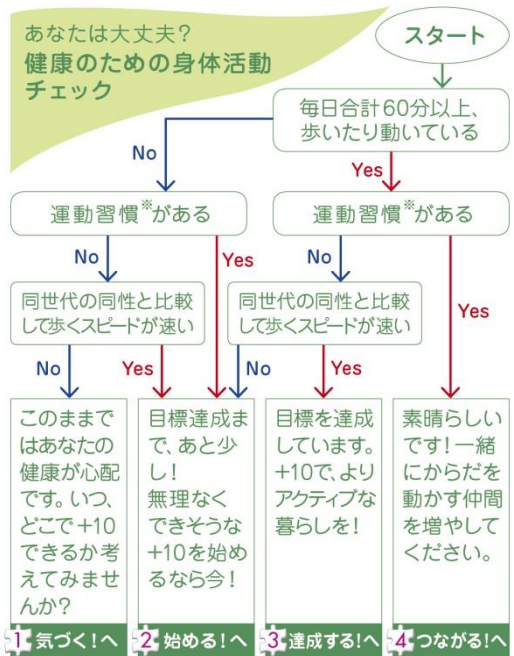 あなたは大丈夫?
健康のための身体活動
チェック
スタート
毎日合計60分以上、
歩いたり動いている
No
Yes
運動習慣※がある
運動習慣※がある
No
Yes
No
Yes
同世代の同性と比較
して歩くスピードが速い
同世代の同性と比較
して歩くスピードが速い
No
Yes
No
Yes
このままで
はあなたの
健康が心配
です。いつ、
どこで+10
できるか考
えてみませ
んか?
目標達成ま
で、あと少
し!
無理なく
できそうな
+10を始め
るなら今!
目標を達成
しています。
+10で、より
アクティブな
暮らしを!
素晴らしい
です!一緒
にからだを
動かす仲間
を増やして
ください。
1 気づく!へ
2 始める!へ
3 達成する!へ
4 つながる!へ